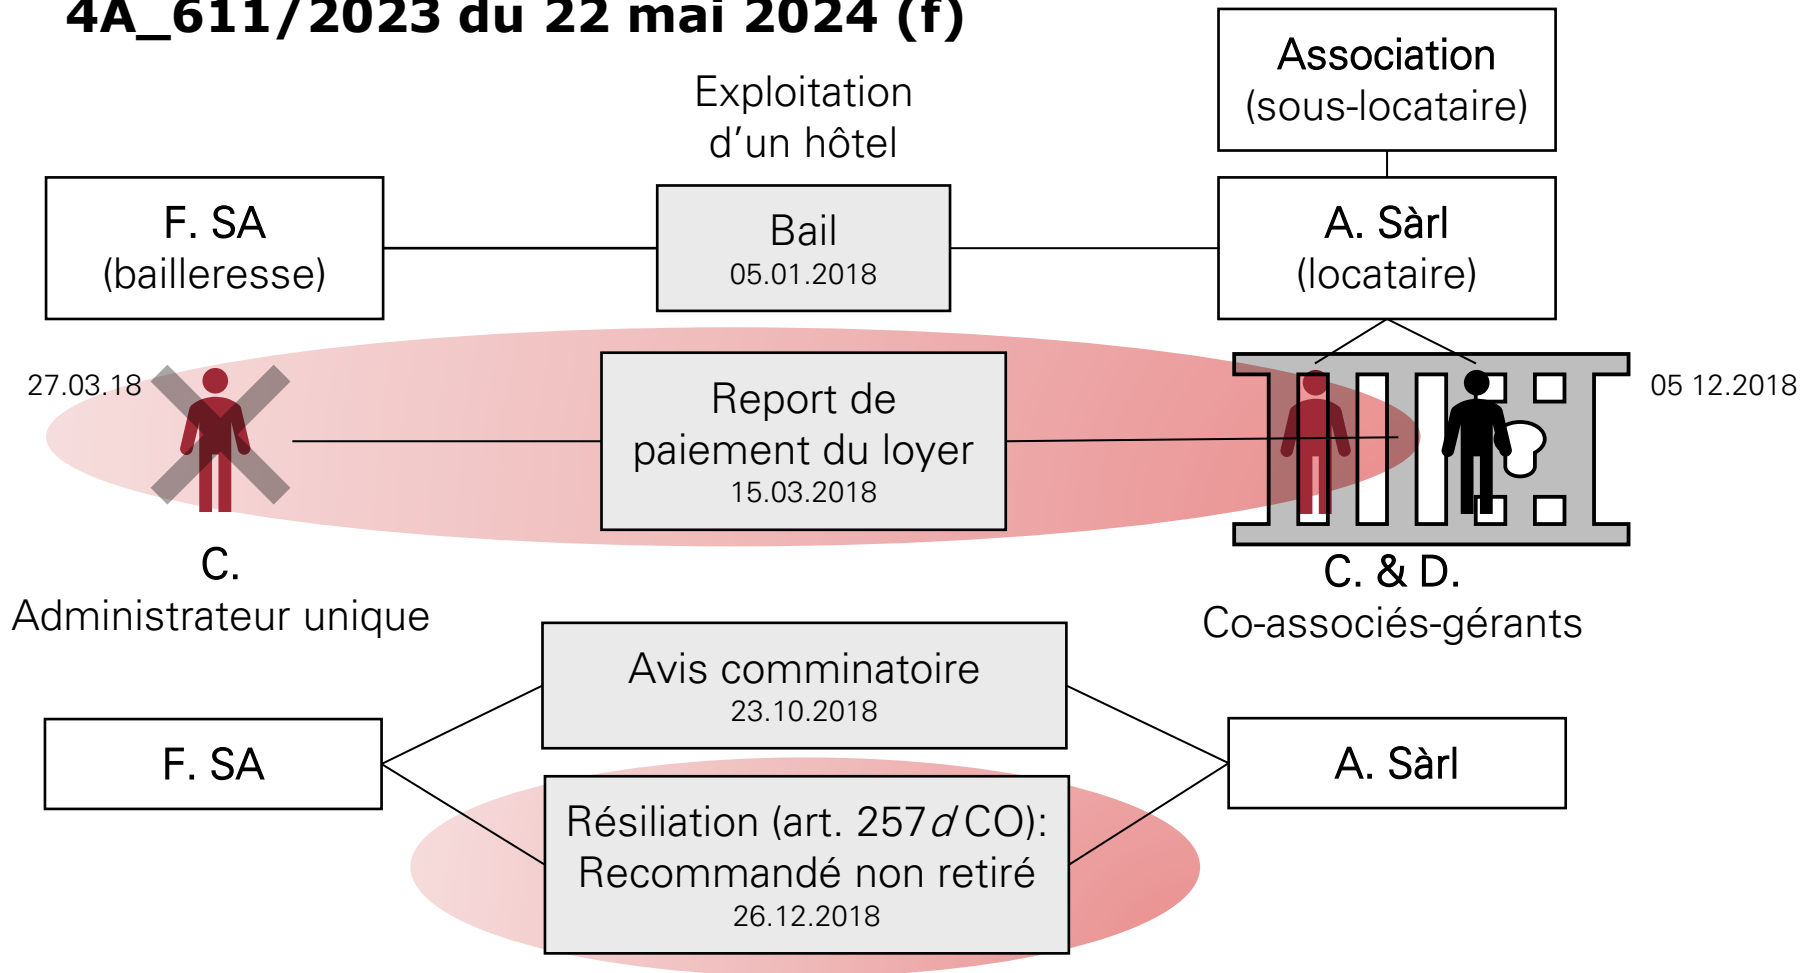 4A_611/2023 du 22 mai 2024 (f)
Association
(sous-locataire)
Exploitation
d’un hôtel
F. SA
(bailleresse)
Bail
05.01.2018
A. Sàrl
(locataire)
27.03.18
Report de
paiement du loyer
15.03.2018
05 12.2018
C.
Administrateur unique
C. & D.
Co-associés-gérants
Avis comminatoire
23.10.2018
F. SA
A. Sàrl
Résiliation (art. 257d CO):
Recommandé non retiré
26.12.2018